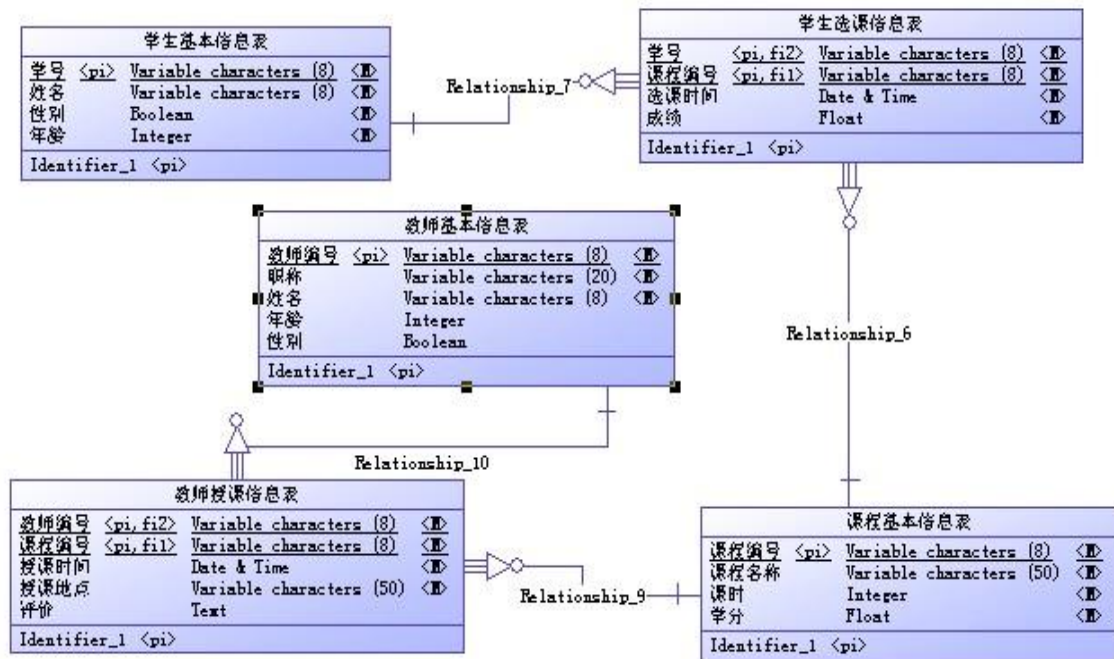 学生基本信息表
学号 <pi> Variable characters (8) <M>
姓名 Variable characters (8) <M>
性别 Boolean <M>
年龄 Integer <M>
Identifier_1 <pi>
学生选课信息表
学号 <pi,fi2> Variable characters (8) <M>
课程编号 <pi,fi1> Variable characters (8) <M>
选课时间 Date & Time <M>
成绩 Float <M>
Identifier_1 <pi>
Relationship_7
教师基本信息表
教师编号 <pi> Variable characters (8) <M>
职称 Variable characters (20) <M>
姓名 Variable characters (8) <M>
年龄 Integer
性别 Boolean
Identifier_1 <pi>
Relationship_6
Relationship_10
教师授课信息表
教师编号 <pi,fi2> Variable characters (8) <M>
课程编号 <pi,fi1> Variable characters (8) <M>
授课时间 Date & Time <M>
授课地点 Variable characters (50) <M>
评价 Text
Identifier_1 <pi>
Relationship_9
课程基本信息表
课程编号 <pi> Variable characters (8) <M>
课程名称 Variable characters (50) <M>
课时 Integer <M>
学分 Float <M>
Identifier_1 <pi>